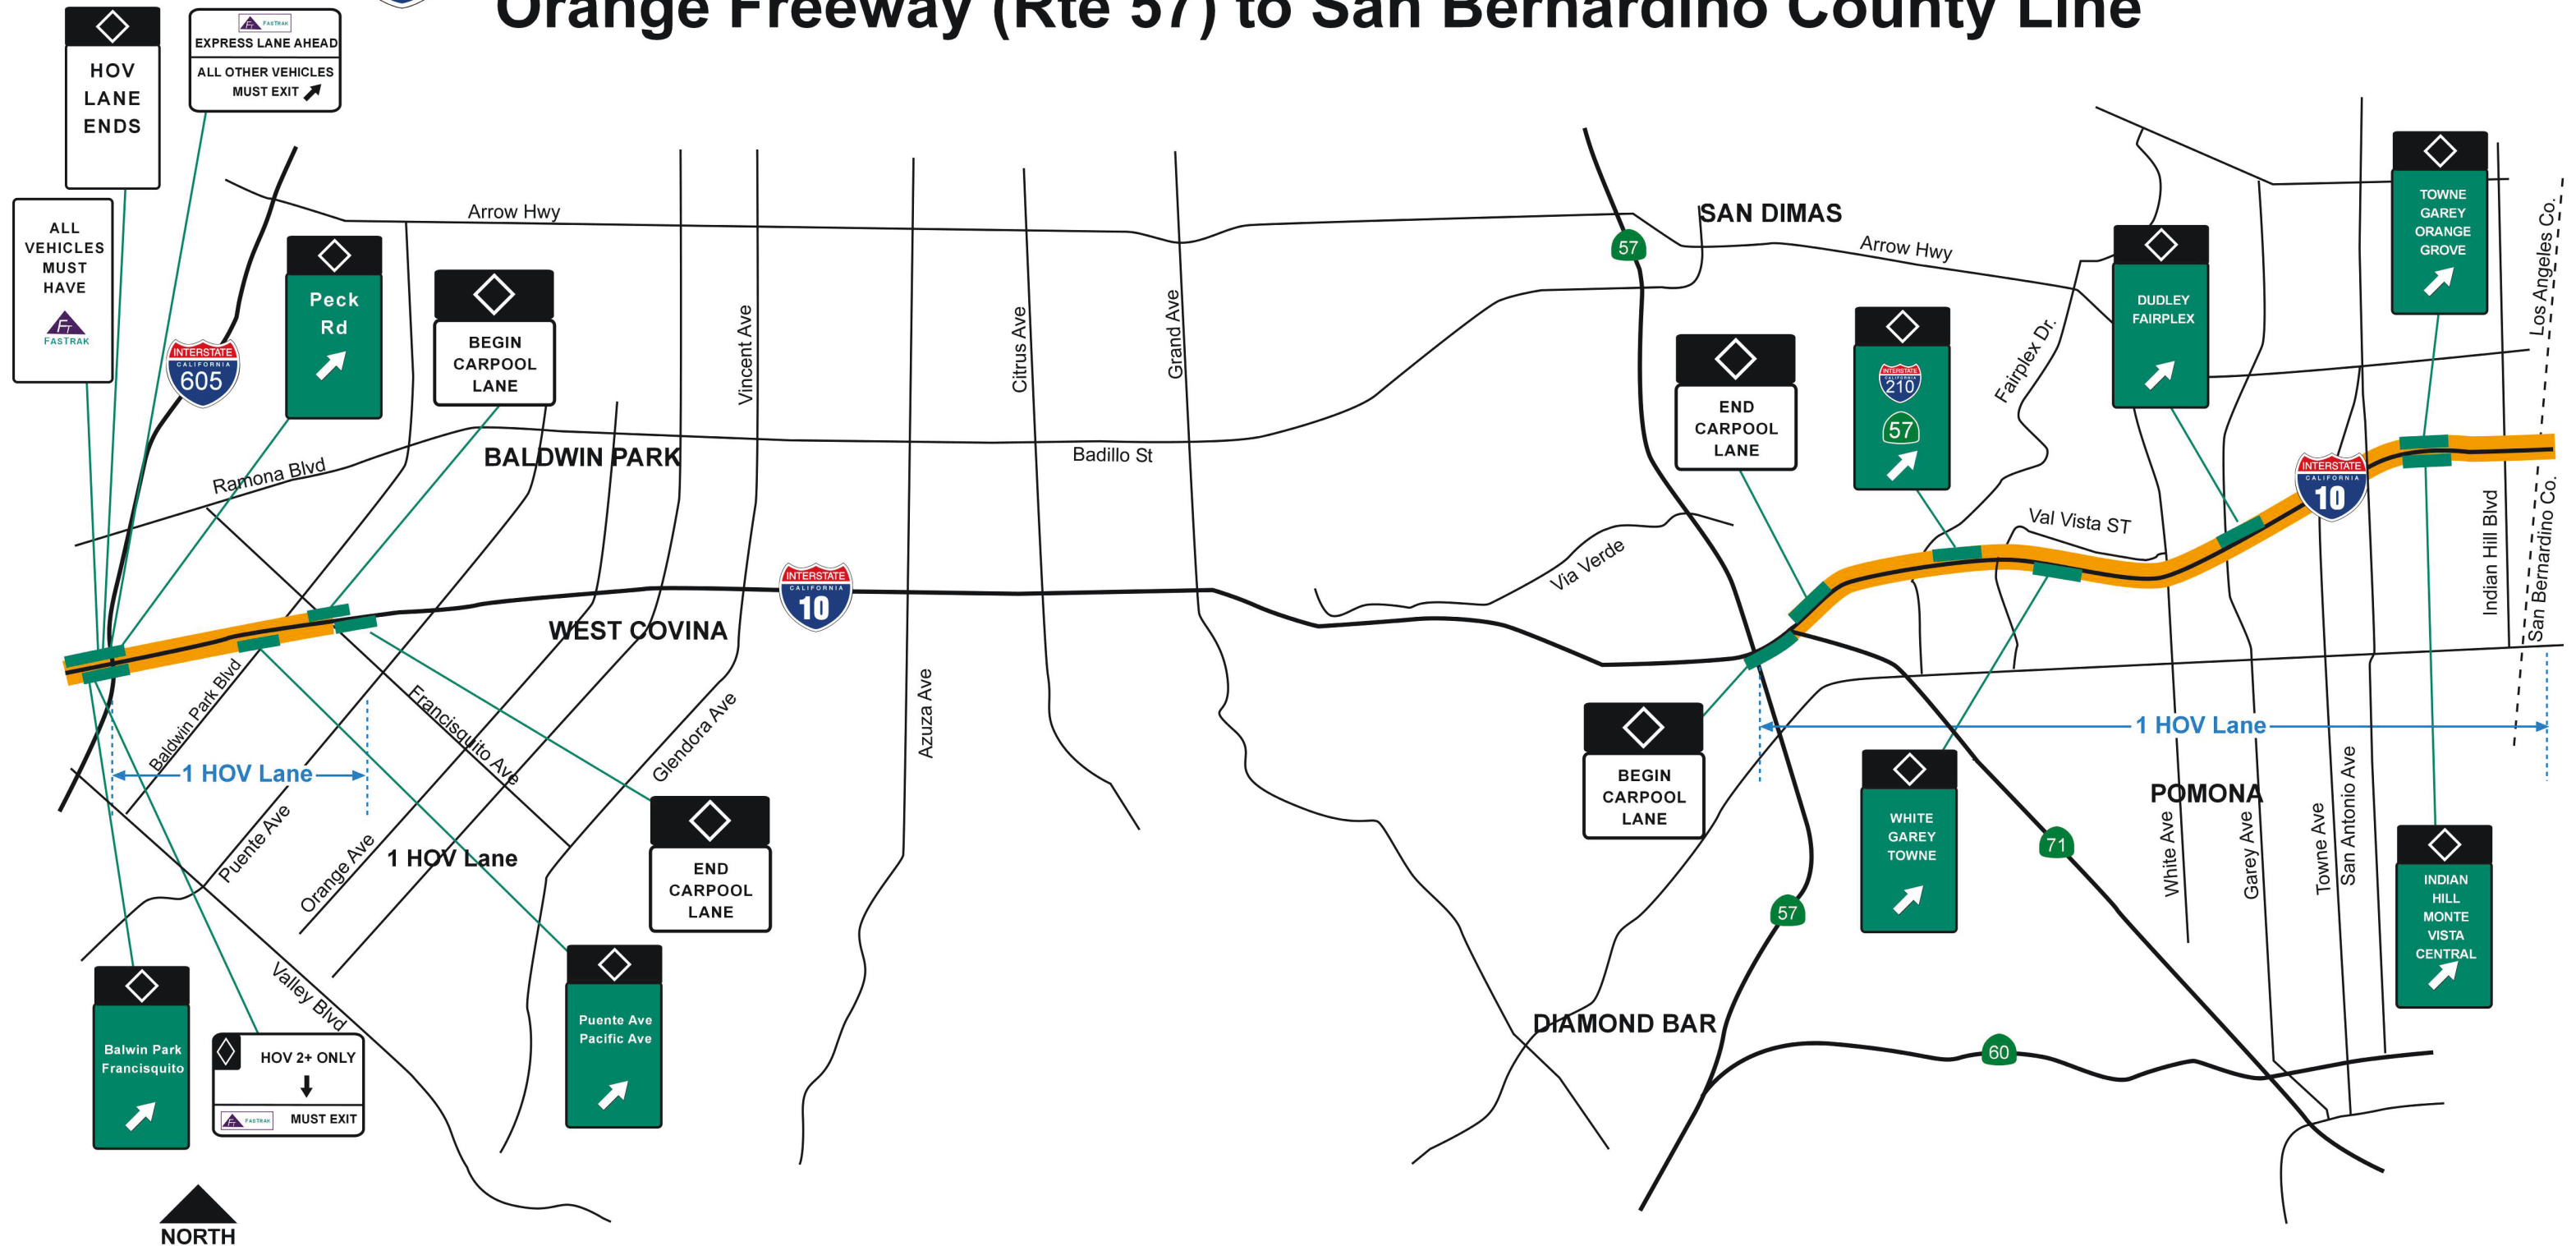 Orange Freeway (Rte 57) to San Bernardino County Line
HOV
LANE
ENDS
FASTRAK
EXPRESS LANE AHEAD
ALL OTHER VEHICLES
MUST EXIT
ALL
VEHICLES
MUST
HAVE
FT
FASTRAK
INTERSTATE
CALIFORNIA
605
Peck
Rd
BEGIN
CARPOOL
LANE
Arrow Hwy
Ramona Blvd
BALDWIN PARK
Vincent Ave
Citrus Ave
Grand Ave
Badillo St
57
SAN DIMAS
Arrow Hwy
END
CARPOOL
LANE
INTERSTATE
CALIFORNIA
210
57
Fairplex Dr.
DUDLEY
FAIRPLEX
TOWNE
GAREY
ORANGE
GROVE
Los Angeles Co.
San Bernardino Co.
Indian Hill Blvd
INTERSTATE
CALIFORNIA
10
Val Vista ST
Via Verde
INTERSTATE
CALIFORNIA
10
WEST COVINA
Baldwin Park Blvd
Francisquito Ave
Glendora Ave
Azuza Ave
1 HOV Lane
1 HOV Lane
Puente Ave
Orange Ave
1 HOV Lane
END
CARPOOL
LANE
BEGIN
CARPOOL
LANE
WHITE
GAREY
TOWNE
POMONA
71
White Ave
Garey Ave
Towne Ave
San Antonio Ave
INDIAN
HILL
MONTE
VISTA
CENTRAL
57
Valley Blvd
Balwin Park
Francisquito
HOV 2+ ONLY
FT
FASTRAK
MUST EXIT
Puente Ave
Pacific Ave
DIAMOND BAR
60
NORTH